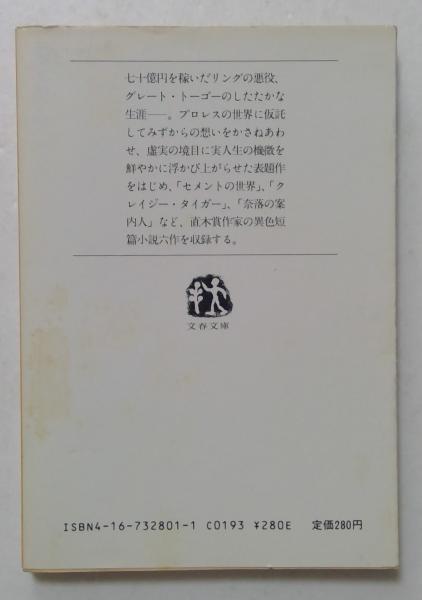 七十億円を稼いだリングの悪役、
グレート・トーゴーのしたたかな
生涯――。プロレスの世界に仮託
してみずからの想いをかさねあわ
せ、虚実の境目に実人生の機微を
鮮やかに浮かび上がらせた表題作
をはじめ、「セメントの世界」、「ク
レイジー・タイガー」、「奈落の案
内人」など、直木賞作家の異色短
篇小説六作を収録する。
文春文庫
ISBN4-16-732801-1 C0193 ¥280E 定価280円